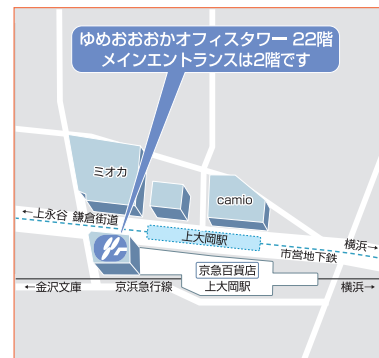 ゆめおおおかオフィスタワー 22階
メインエントランスは2階です
ミオカ
camio
←上永谷 鎌倉街道
上大岡駅
市営地下鉄
横浜→
京急百貨店
上大岡駅
←金沢文庫
京浜急行線
横浜→